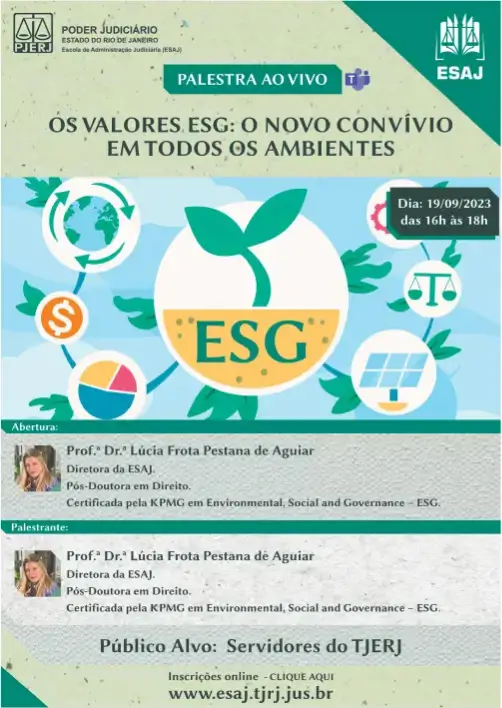 PJERJ
PODER JUDICIÁRIO
ESTADO DO RIO DE JANEIRO
Escola de Administração Judiciária (ESAJ)
ESAJ
PALESTRA AO VIVO
T
OS VALORES ESG: O NOVO CONVÍVIO
EM TODOS OS AMBIENTES
Dia: 19/09/2023
das 16h às 18h
$
ESG
Abertura:
Prof.ª Dr.ª Lúcia Frota Pestana de Aguiar
Diretora da ESAJ.
Pós-Doutora em Direito.
Certificada pela KPMG em Environmental, Social and Governance – ESG.
Palestrante:
Prof.ª Dr.ª Lúcia Frota Pestana de Aguiar
Diretora da ESAJ.
Pós-Doutora em Direito.
Certificada pela KPMG em Environmental, Social and Governance – ESG.
Público Alvo: Servidores do TJERJ
Inscrições online - CLIQUE AQUI
www.esaj.tjrj.jus.br